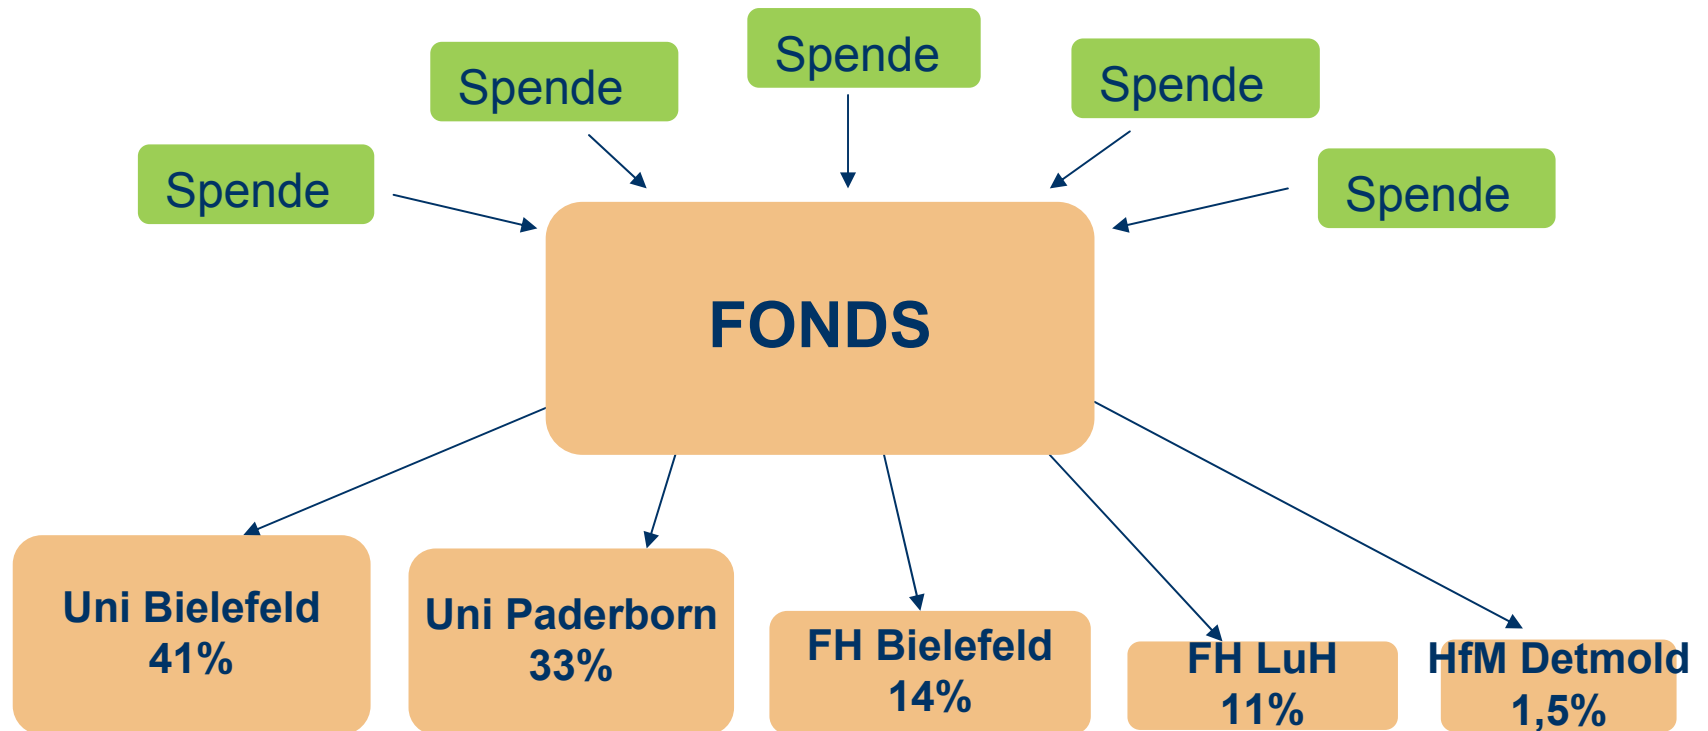 Spende
Spende
Spende
Spende
Spende
FONDS
Uni Bielefeld
41%
Uni Paderborn
33%
FH Bielefeld
14%
FH LuH
11%
HfM Detmold
1,5%